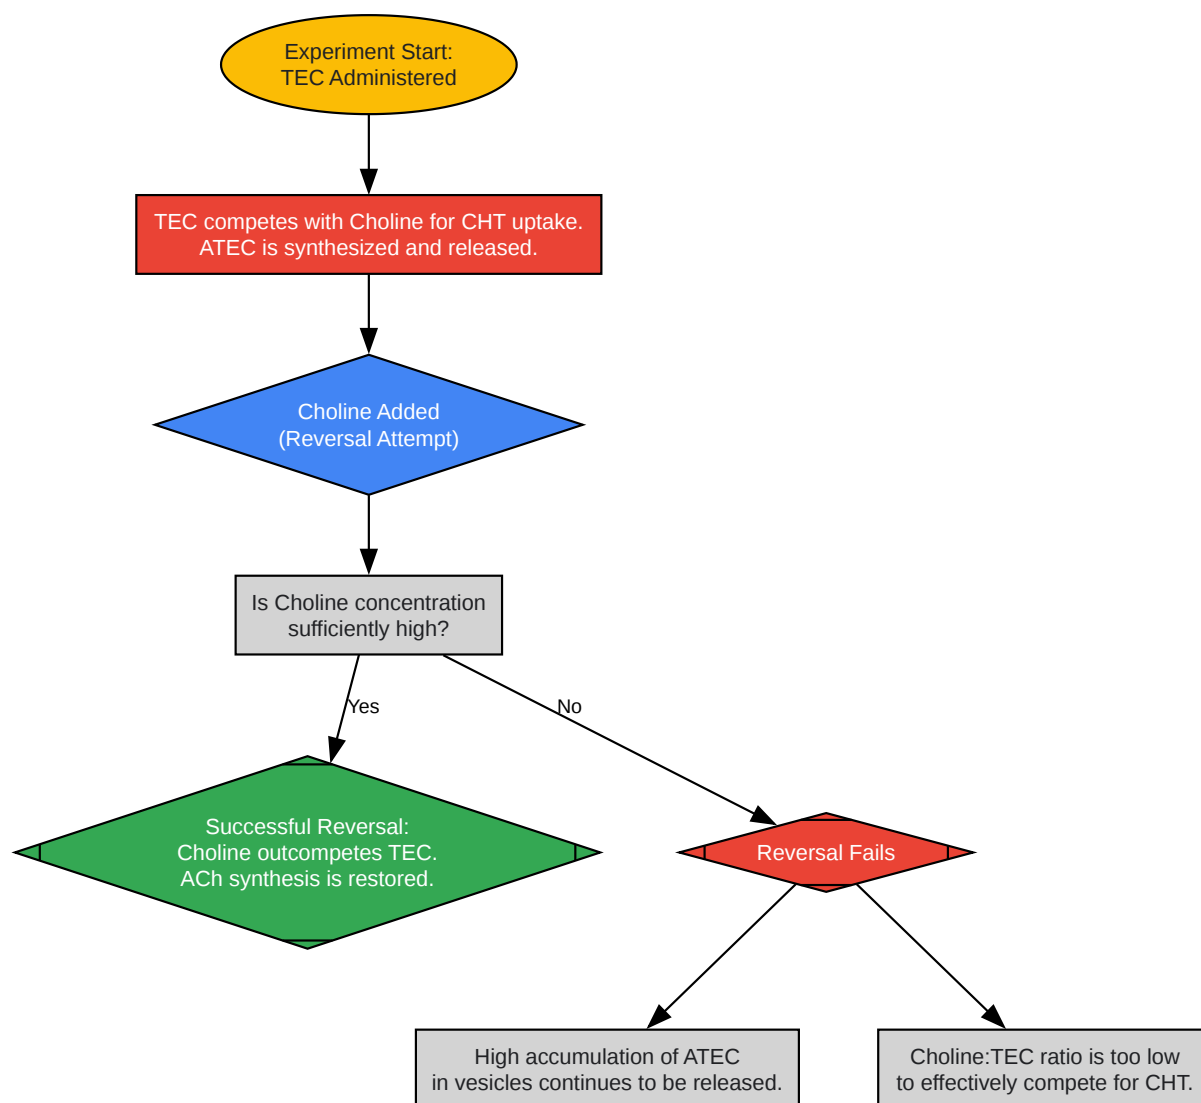 Experiment Start:
TEC Administered
TEC competes with Choline for CHT uptake.
ATEC is synthesized and released.
Choline Added
(Reversal Attempt)
Is Choline concentration
sufficiently high?
Yes
No
Successful Reversal:
Choline outcompetes TEC.
ACh synthesis is restored.
Reversal Fails
High accumulation of ATEC
in vesicles continues to be released.
Choline:TEC ratio is too low
to effectively compete for CHT.